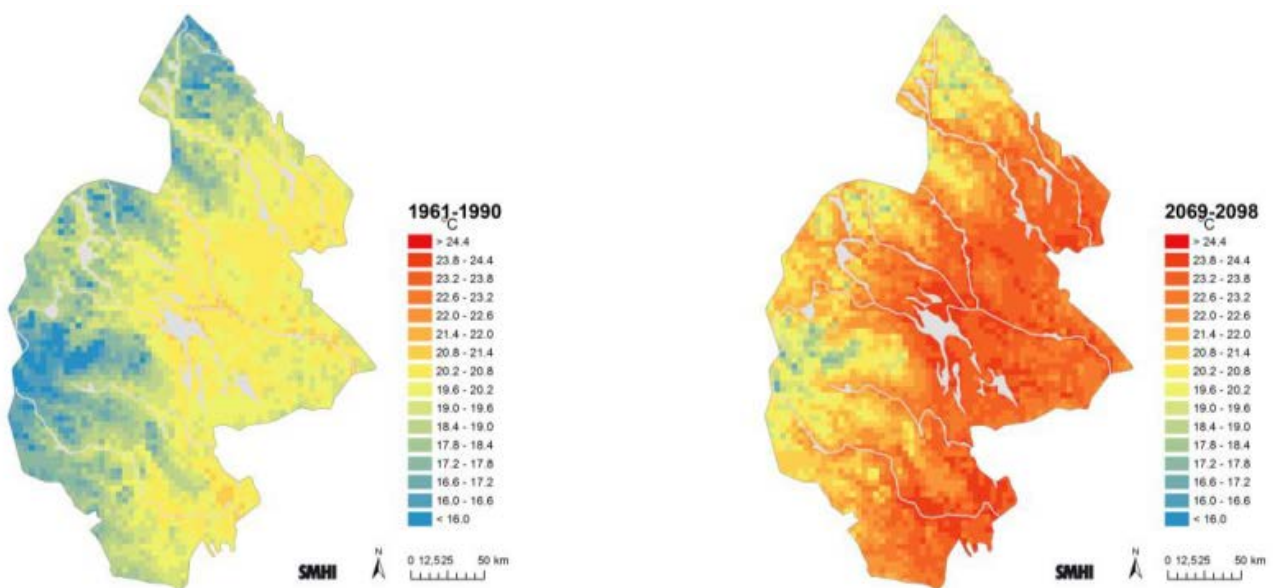 1961-1990
°C
> 24.4
23.8 - 24.4
23.2 - 23.8
22.6 - 23.2
22.0 - 22.6
21.4 - 22.0
20.8 - 21.4
20.2 - 20.8
19.6 - 20.2
19.0 - 19.6
18.4 - 19.0
17.8 - 18.4
17.2 - 17.8
16.6 - 17.2
16.0 - 16.6
< 16.0
SMHI
N
0 12,525 50 km
2069-2098
°C
> 24.4
23.8 - 24.4
23.2 - 23.8
22.6 - 23.2
22.0 - 22.6
21.4 - 22.0
20.8 - 21.4
20.2 - 20.8
19.6 - 20.2
19.0 - 19.6
18.4 - 19.0
17.8 - 18.4
17.2 - 17.8
16.6 - 17.2
16.0 - 16.6
< 16.0
SMHI
N
0 12,525 50 km